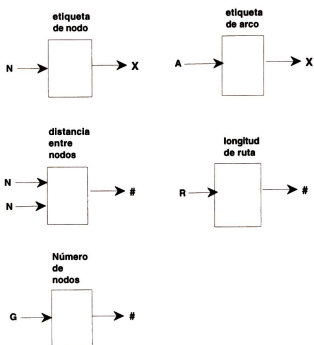 etiqueta
de nodo
N
X
etiqueta
de arco
A
X
distancia
entre
nodos
N
N
#
longitud
de ruta
R
#
Número
de
nodos
G
#